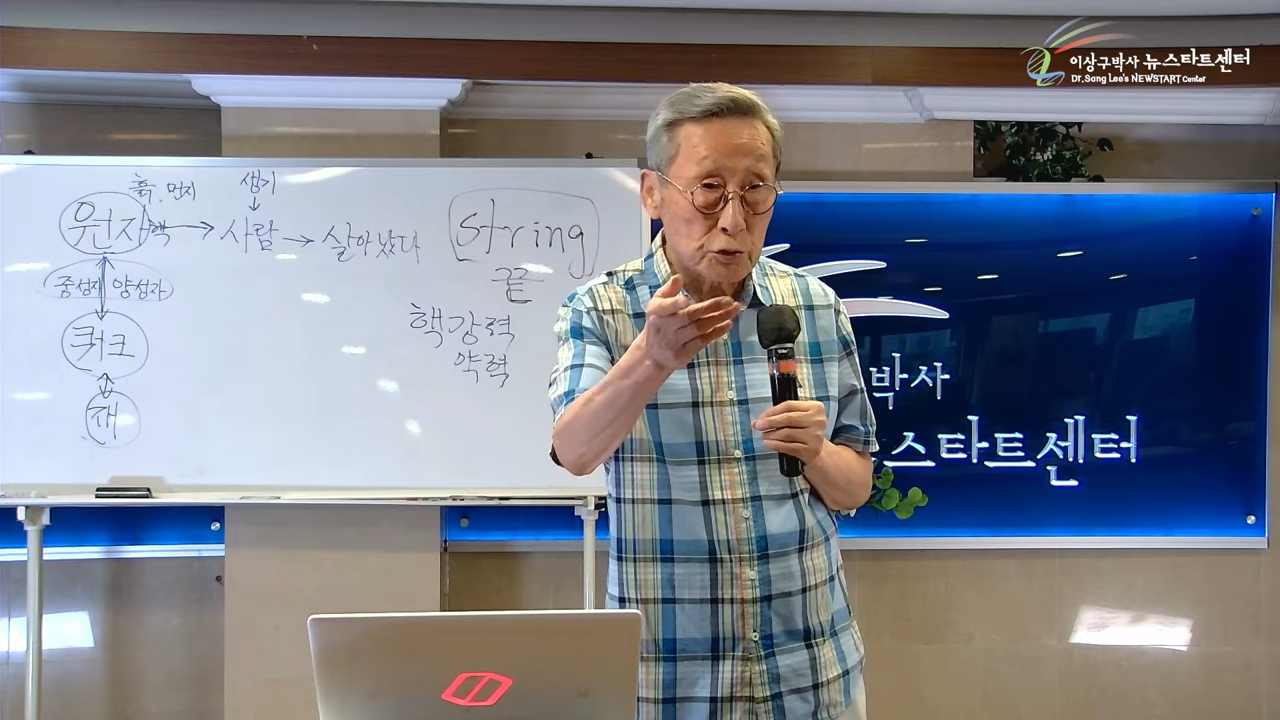 이상구박사 뉴스타트센터
Dr. Sang Lee's NEWSTART Center
흙, 먼지
생기
원자핵 → 사람 → 살아났다
string
끝
중성자 양성자
핵강력
약력
쿼크
재
박사
스타트센터